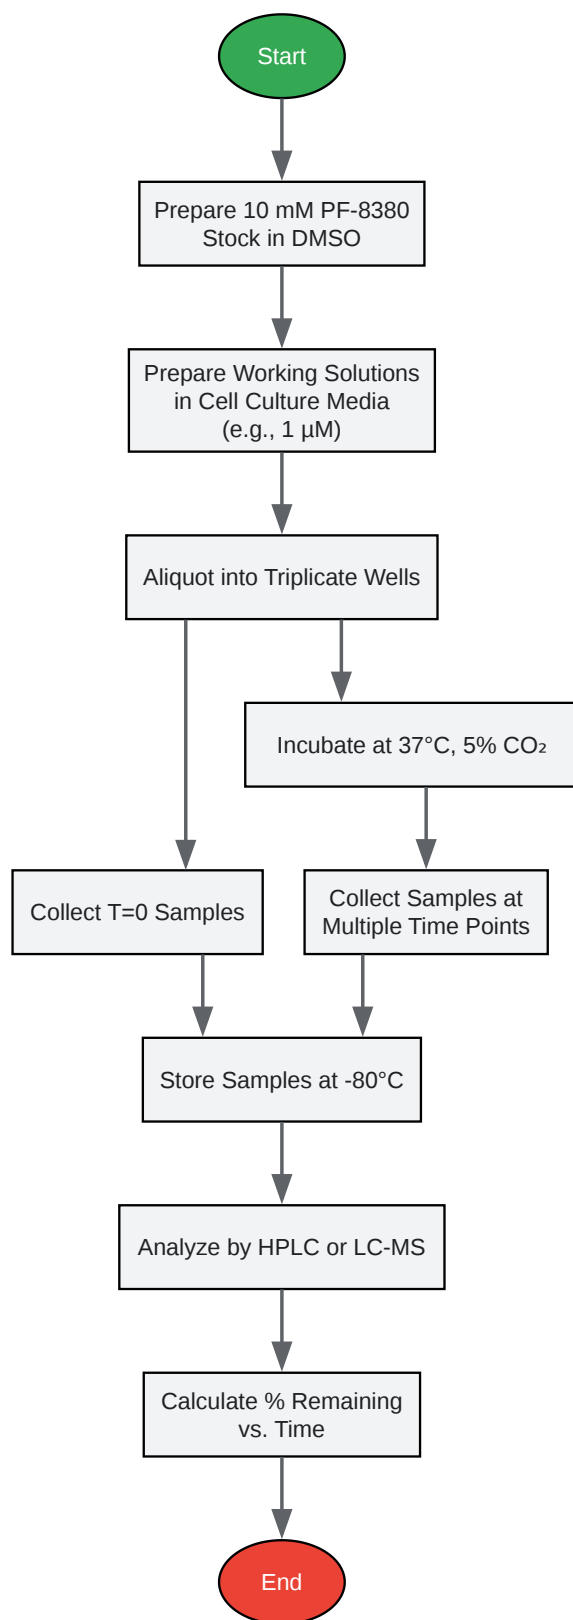 Start
Prepare 10 mM PF-8380
Stock in DMSO
Prepare Working Solutions
in Cell Culture Media
(e.g., 1 µM)
Aliquot into Triplicate Wells
Incubate at 37°C, 5% CO₂
Collect T=0 Samples
Collect Samples at
Multiple Time Points
Store Samples at -80°C
Analyze by HPLC or LC-MS
Calculate % Remaining
vs. Time
End